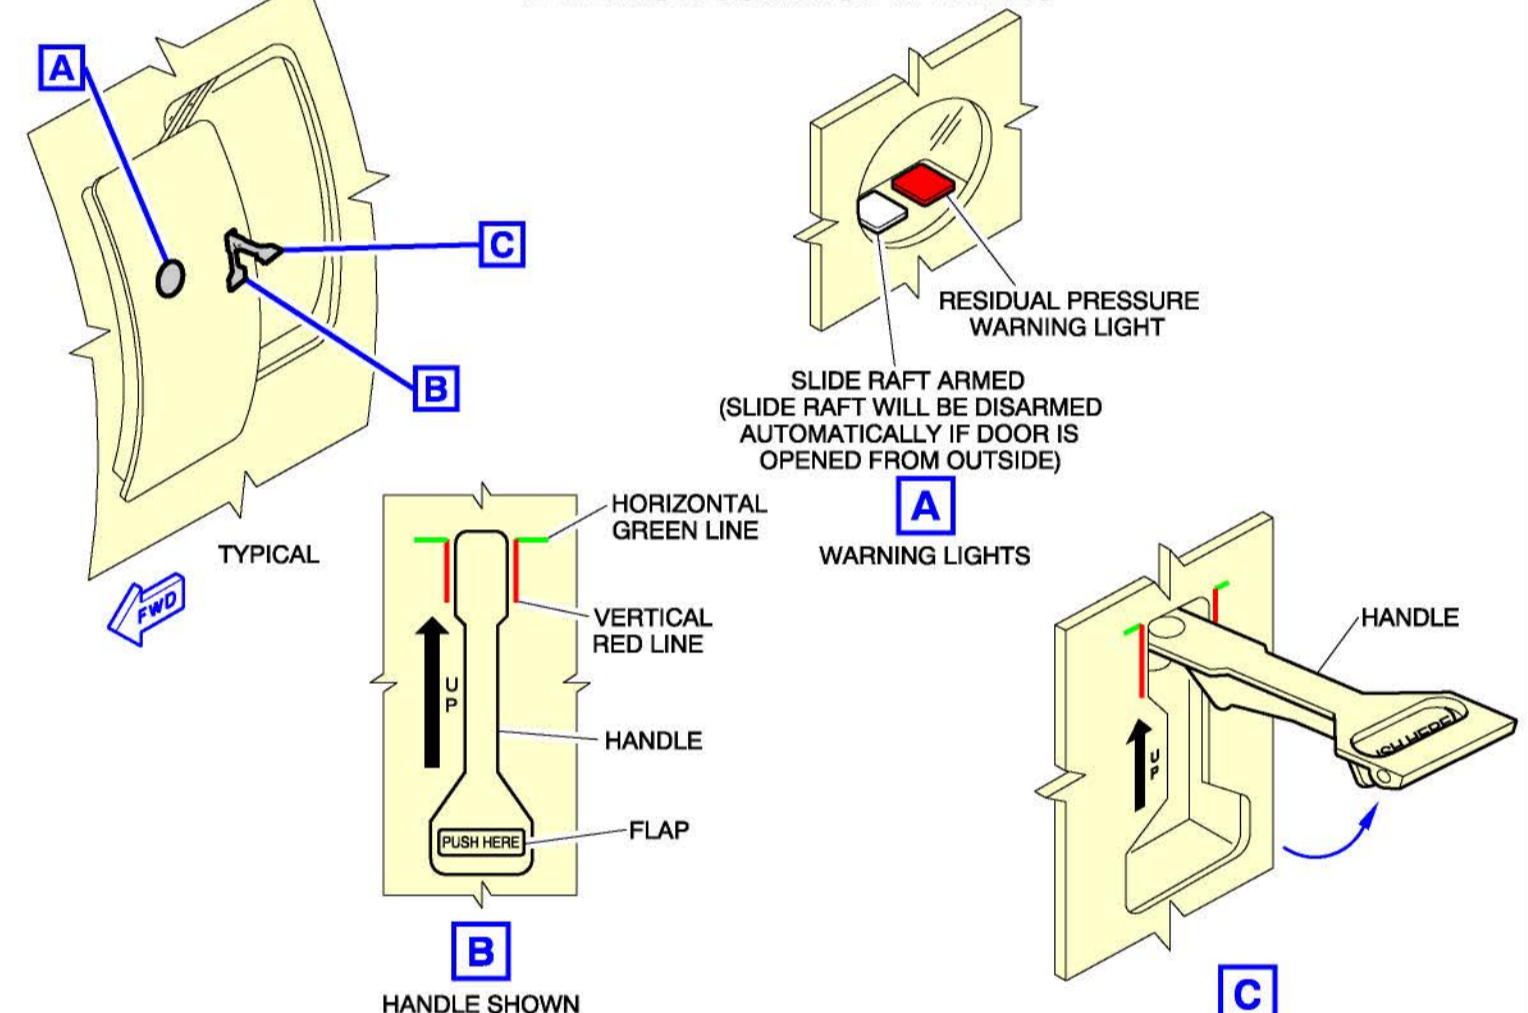 A
C
B
TYPICAL
FWD
RESIDUAL PRESSURE
WARNING LIGHT
SLIDE RAFT ARMED
(SLIDE RAFT WILL BE DISARMED
AUTOMATICALLY IF DOOR IS
OPENED FROM OUTSIDE)
A
WARNING LIGHTS
HORIZONTAL
GREEN LINE
VERTICAL
RED LINE
UP
HANDLE
FLAP
PUSH HERE
B
HANDLE SHOWN
HANDLE
UP
HERE
C